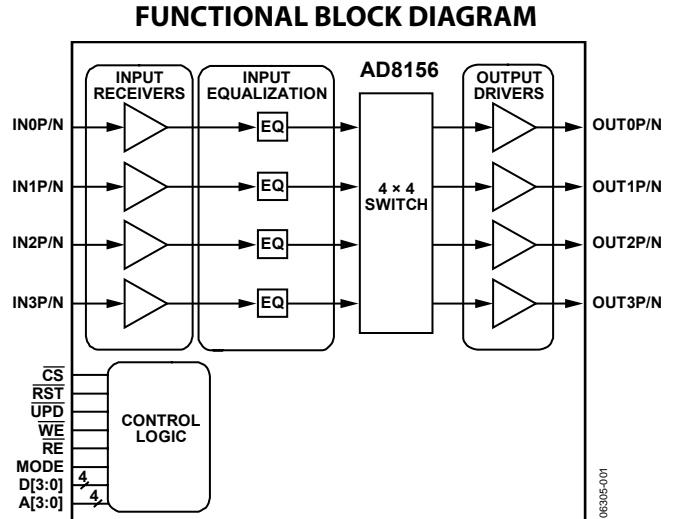 FUNCTIONAL BLOCK DIAGRAM
INPUT
RECEIVERS
INPUT
EQUALIZATION
AD8156
OUTPUT
DRIVERS
IN0P/N
EQ
OUT0P/N
IN1P/N
EQ
OUT1P/N
4 × 4
SWITCH
IN2P/N
EQ
OUT2P/N
IN3P/N
EQ
OUT3P/N
CS
RST
UPD
WE
RE
MODE
D[3:0]
4
A[3:0]
4
CONTROL
LOGIC
06305-001